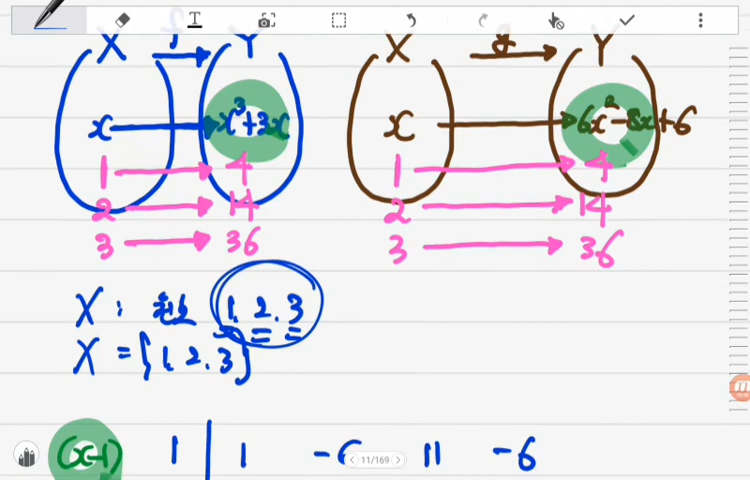 X f Y
X g Y
x → x³+3x
x → 6x²-8x+6
1 → 4
1 → 4
2 → 14
2 → 14
3 → 36
3 → 36
X : 1, 2, 3
X = {1, 2, 3}
(x-1) 1 | 1 -6 11 -6
11/169